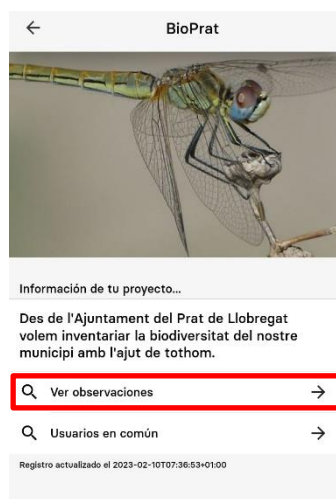 BioPrat
Información de tu proyecto...
Des de l'Ajuntament del Prat de Llobregat
volem inventariar la biodiversitat del nostre
municipi amb l'ajut de tothom.
Ver observaciones
Usuarios en común
Registro actualizado el 2023-02-10T07:36:53+01:00